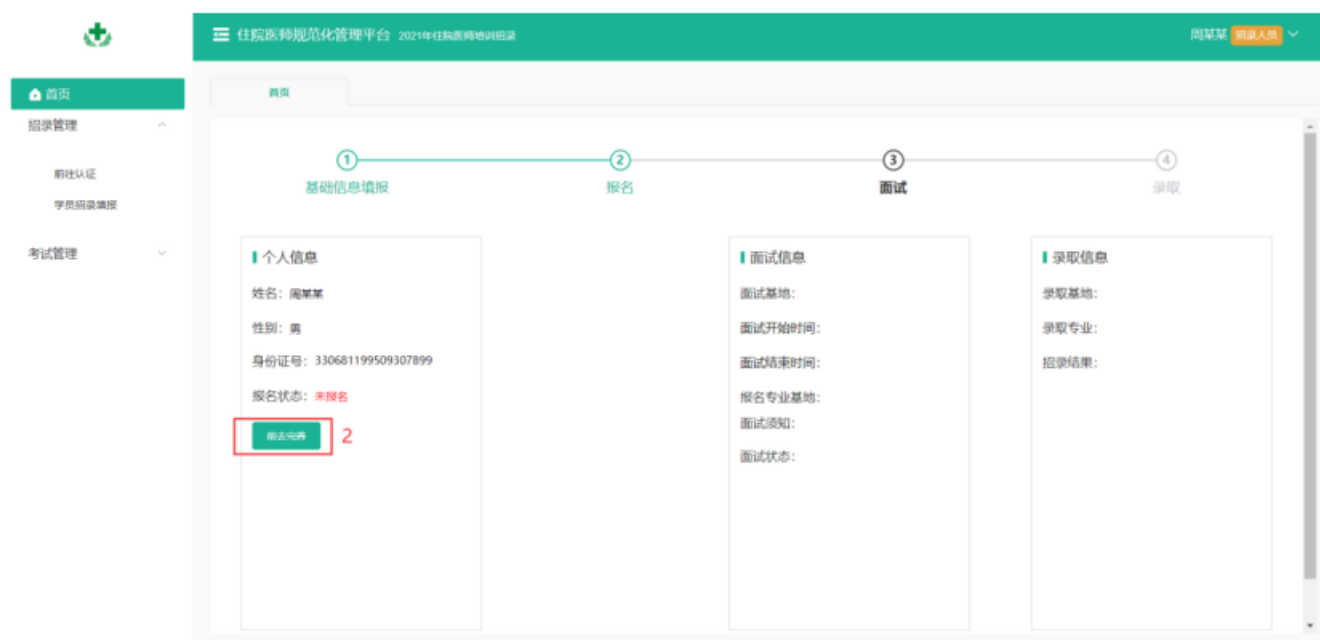 住院医师规范化管理平台 2021年住院医师培训招录
周某某 招录人员
首页
招录管理
前往认证
学员招录填报
考试管理
首页
1
2
3
4
基础信息填报
报名
面试
录取
个人信息
姓名：周某某
性别：男
身份证号：330681199509307899
报名状态：未报名
前去完善
2
面试信息
面试基地：
面试开始时间：
面试结束时间：
报名专业基地：
面试须知：
面试状态：
录取信息
录取基地：
录取专业：
招录结果：